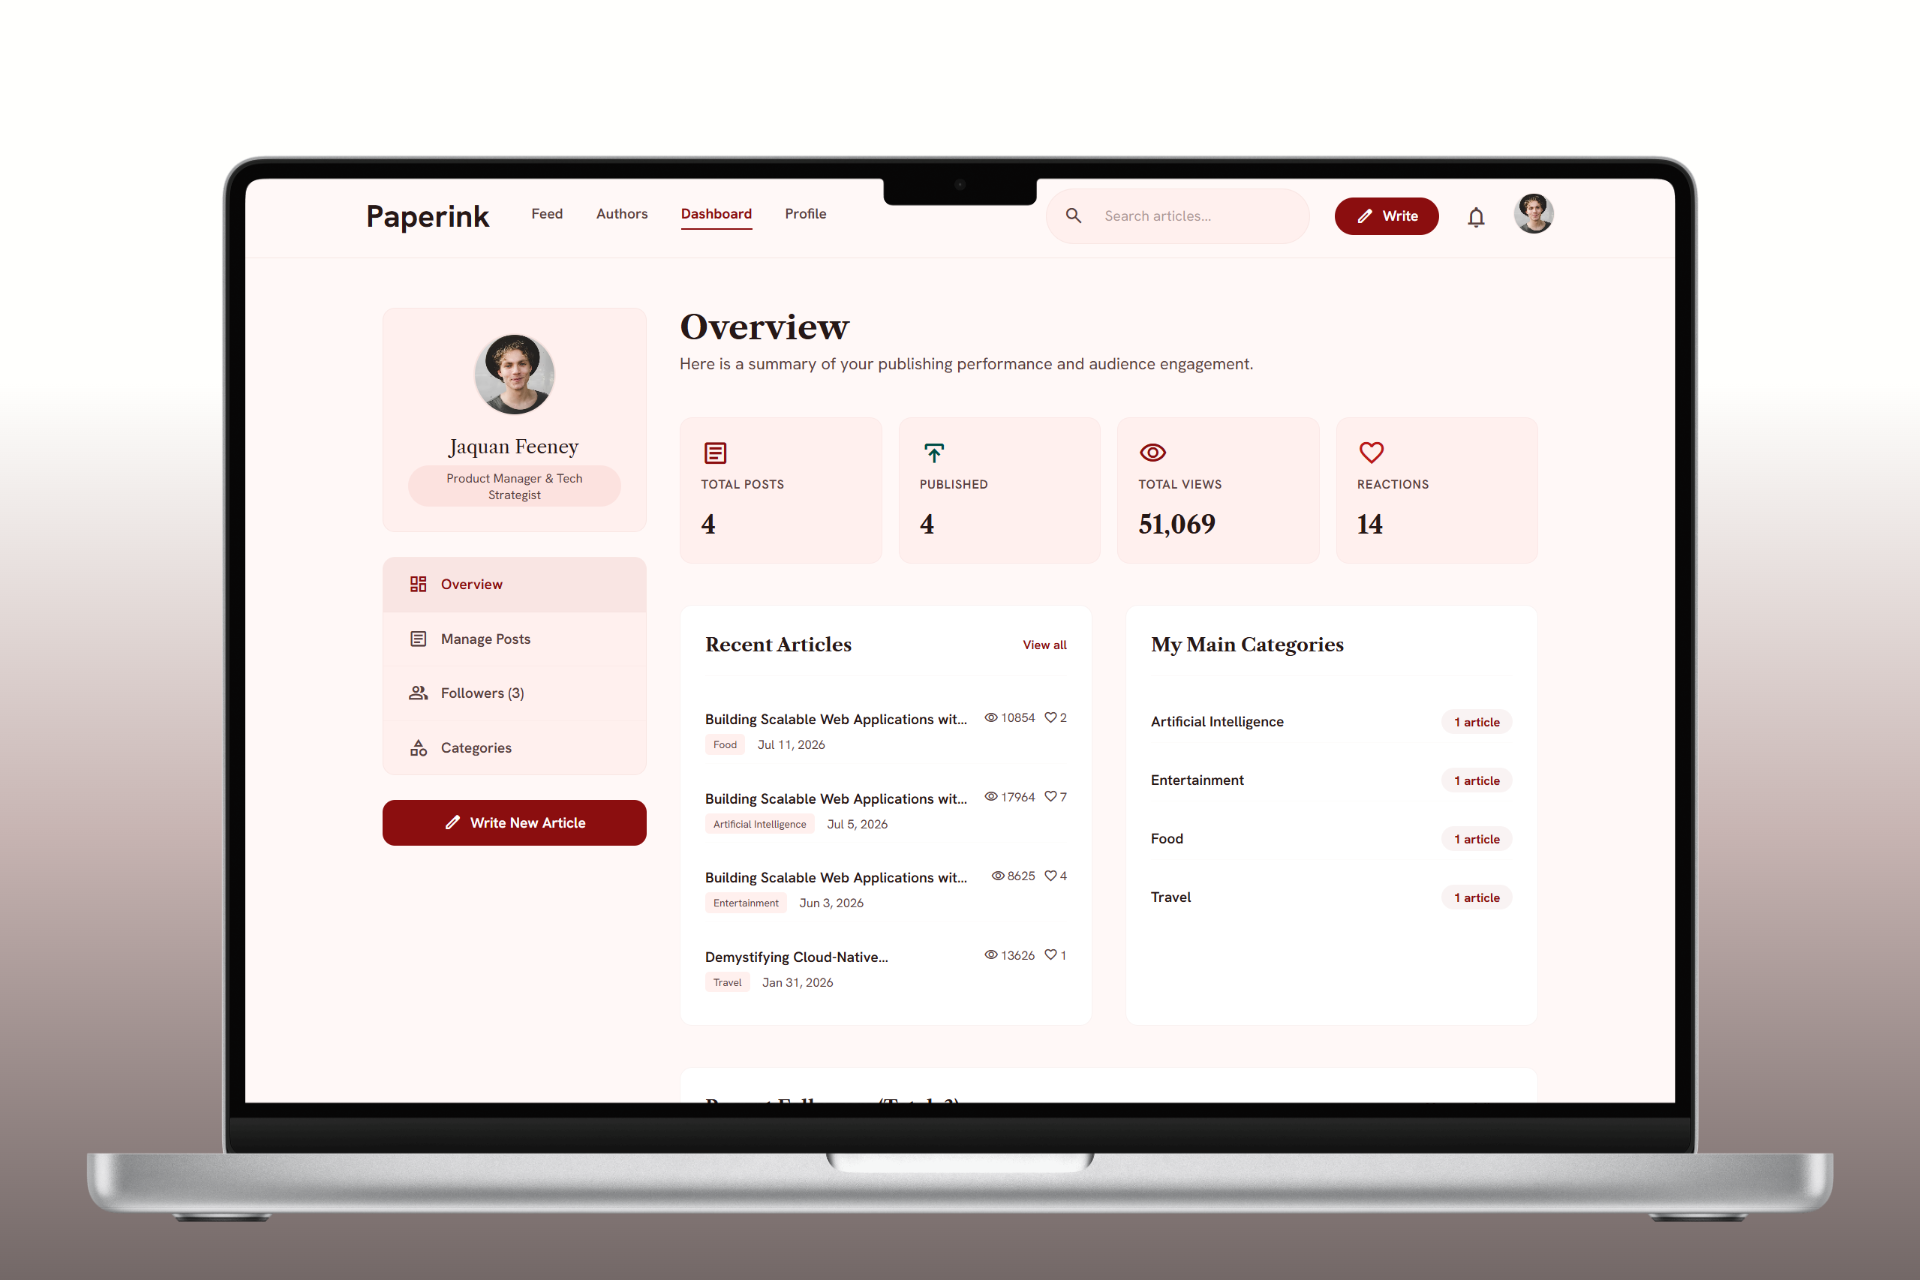 Paperink
Feed
Authors
Dashboard
Profile
Search articles...
Write
Jaquan Feeney
Product Manager & Tech
Strategist
Overview
Manage Posts
Followers (3)
Categories
Write New Article
Overview
Here is a summary of your publishing performance and audience engagement.
TOTAL POSTS
4
PUBLISHED
4
TOTAL VIEWS
51,069
REACTIONS
14
Recent Articles
View all
Building Scalable Web Applications wit...
10854
2
Food
Jul 11, 2026
Building Scalable Web Applications wit...
17964
7
Artificial Intelligence
Jul 5, 2026
Building Scalable Web Applications wit...
8625
4
Entertainment
Jun 3, 2026
Demystifying Cloud-Native...
13626
1
Travel
Jan 31, 2026
My Main Categories
Artificial Intelligence
1 article
Entertainment
1 article
Food
1 article
Travel
1 article